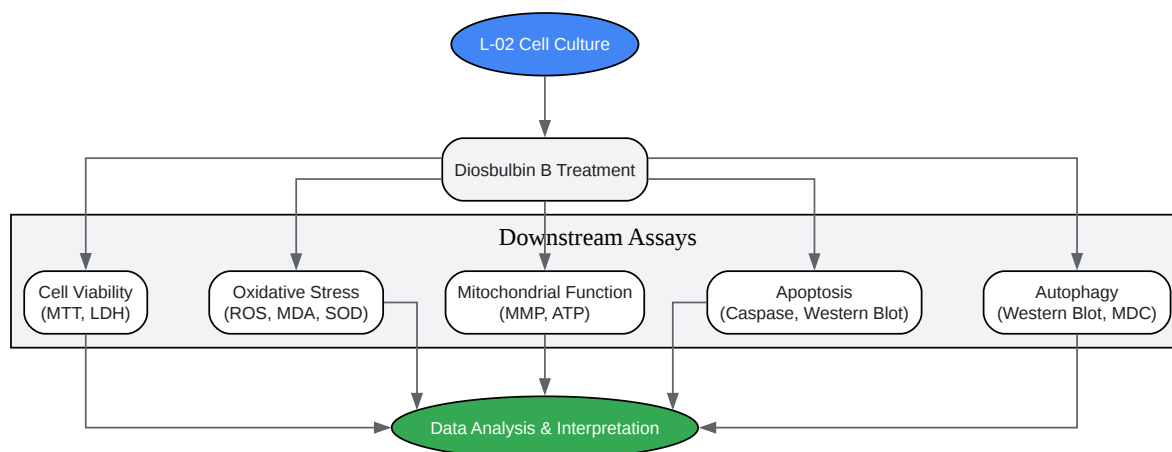 L-02 Cell Culture
Diosbulbin B Treatment
Downstream Assays
Cell Viability
(MTT, LDH)
Oxidative Stress
(ROS, MDA, SOD)
Mitochondrial Function
(MMP, ATP)
Apoptosis
(Caspase, Western Blot)
Autophagy
(Western Blot, MDC)
Data Analysis & Interpretation